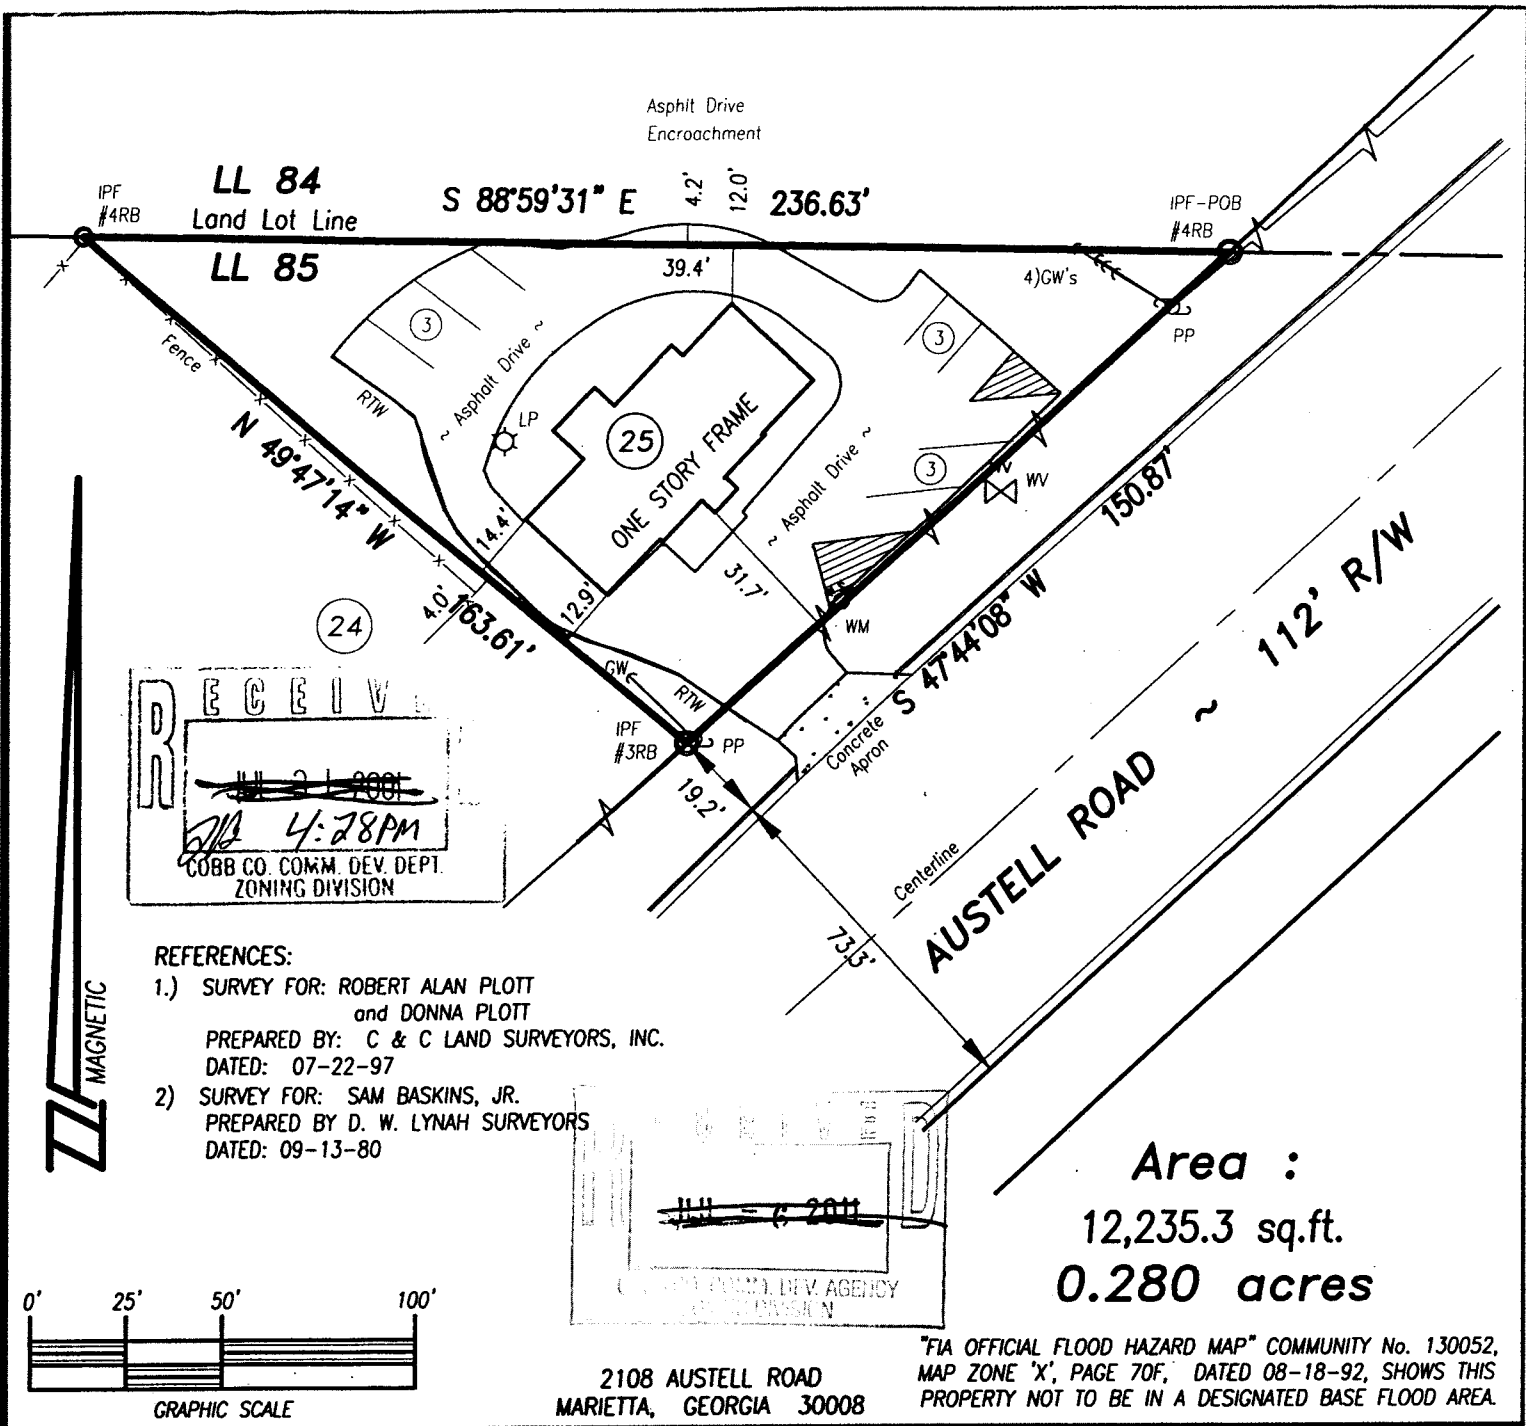 Asphlt Drive
Encroachment
IPF
#4RB
LL 84
Land Lot Line
S 88°59'31" E
4.2'
12.0'
236.63'
IPF-POB
#4RB
LL 85
39.4'
4)GW's
PP
Fence
3
~ Asphalt Drive ~
3
RTW
LP
25
ONE STORY FRAME
N 49°47'14" W
163.61'
~ Asphalt Drive ~
3
WV
150.87'
S 47°44'08" W
112' R/W
~
AUSTELL ROAD
14.4'
4.0'
12.9'
31.7'
WM
24
GW
RTW
IPF
#3RB
PP
Concrete
Apron
19.2'
Centerline
73.3'
RECEIV
4:28PM
COBB CO. COMM. DEV. DEPT.
ZONING DIVISION
MAGNETIC
REFERENCES:
1.) SURVEY FOR: ROBERT ALAN PLOTT
and DONNA PLOTT
PREPARED BY: C & C LAND SURVEYORS, INC.
DATED: 07-22-97
2) SURVEY FOR: SAM BASKINS, JR.
PREPARED BY D. W. LYNAH SURVEYORS
DATED: 09-13-80
COMM. DEV. AGENCY
DIVISION
Area :
12,235.3 sq.ft.
0.280 acres
0' 25' 50' 100'
GRAPHIC SCALE
2108 AUSTELL ROAD
MARIETTA, GEORGIA 30008
"FIA OFFICIAL FLOOD HAZARD MAP" COMMUNITY No. 130052,
MAP ZONE 'X', PAGE 70F, DATED 08-18-92, SHOWS THIS
PROPERTY NOT TO BE IN A DESIGNATED BASE FLOOD AREA.